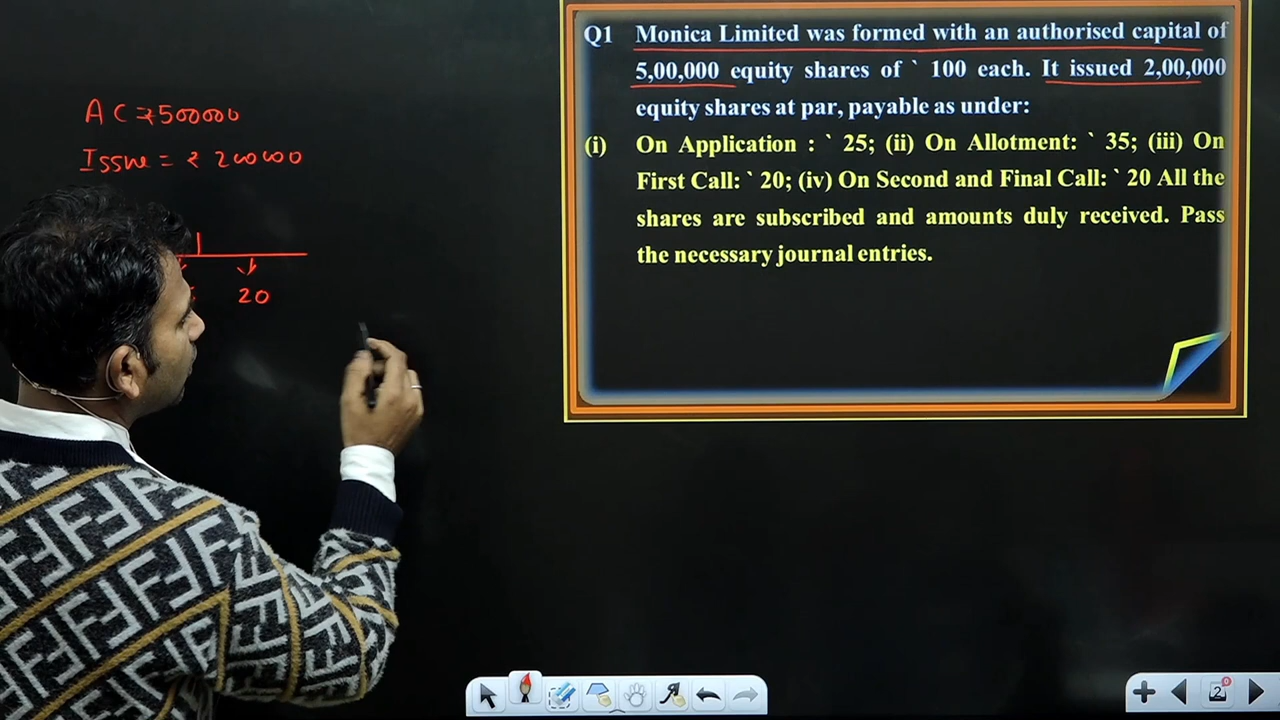 Q1 Monica Limited was formed with an authorised capital of
5,00,000 equity shares of ` 100 each. It issued 2,00,000
equity shares at par, payable as under:
(i) On Application : ` 25; (ii) On Allotment: ` 35; (iii) On
First Call: ` 20; (iv) On Second and Final Call: ` 20 All the
shares are subscribed and amounts duly received. Pass
the necessary journal entries.
Issue = ₹ 200000
20
2